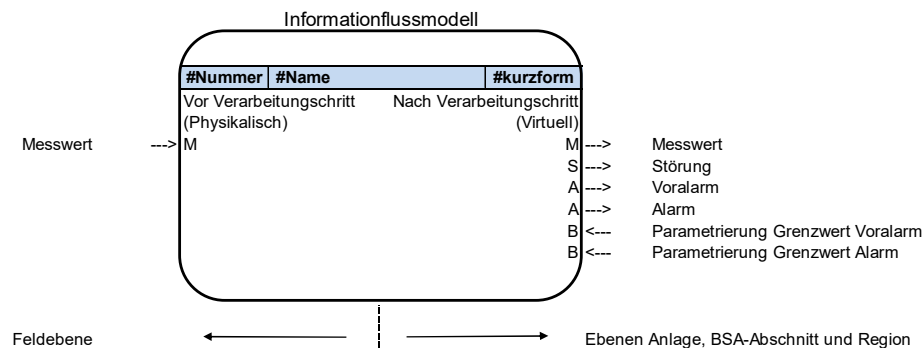 Informationflussmodell
#Nummer #Name #kurzform
Vor Verarbeitungschritt Nach Verarbeitungschritt
(Physikalisch) (Virtuell)
Messwert ---> M M ---> Messwert
S ---> Störung
A ---> Voralarm
A ---> Alarm
B <--- Parametrierung Grenzwert Voralarm
B <--- Parametrierung Grenzwert Alarm
Feldebene Ebenen Anlage, BSA-Abschnitt und Region